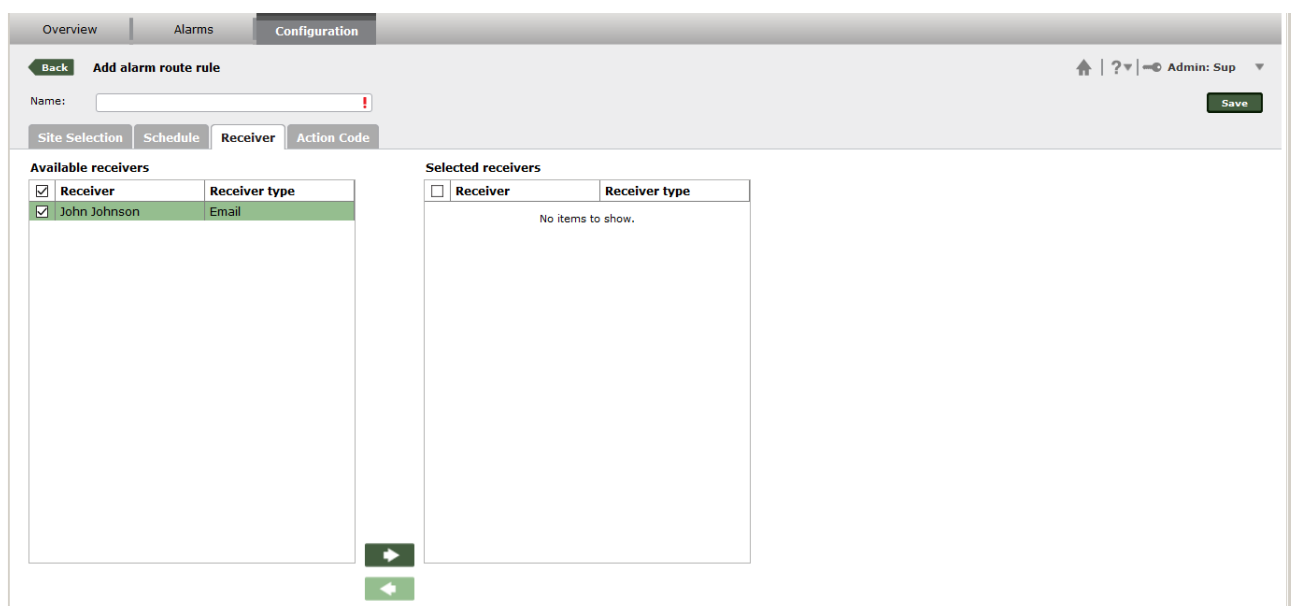 Overview Alarms Configuration
Back Add alarm route rule ? Admin: Sup
Name: ! Save
Site Selection Schedule Receiver Action Code
Available receivers Selected receivers
Receiver Receiver type Receiver Receiver type
John Johnson Email
No items to show.